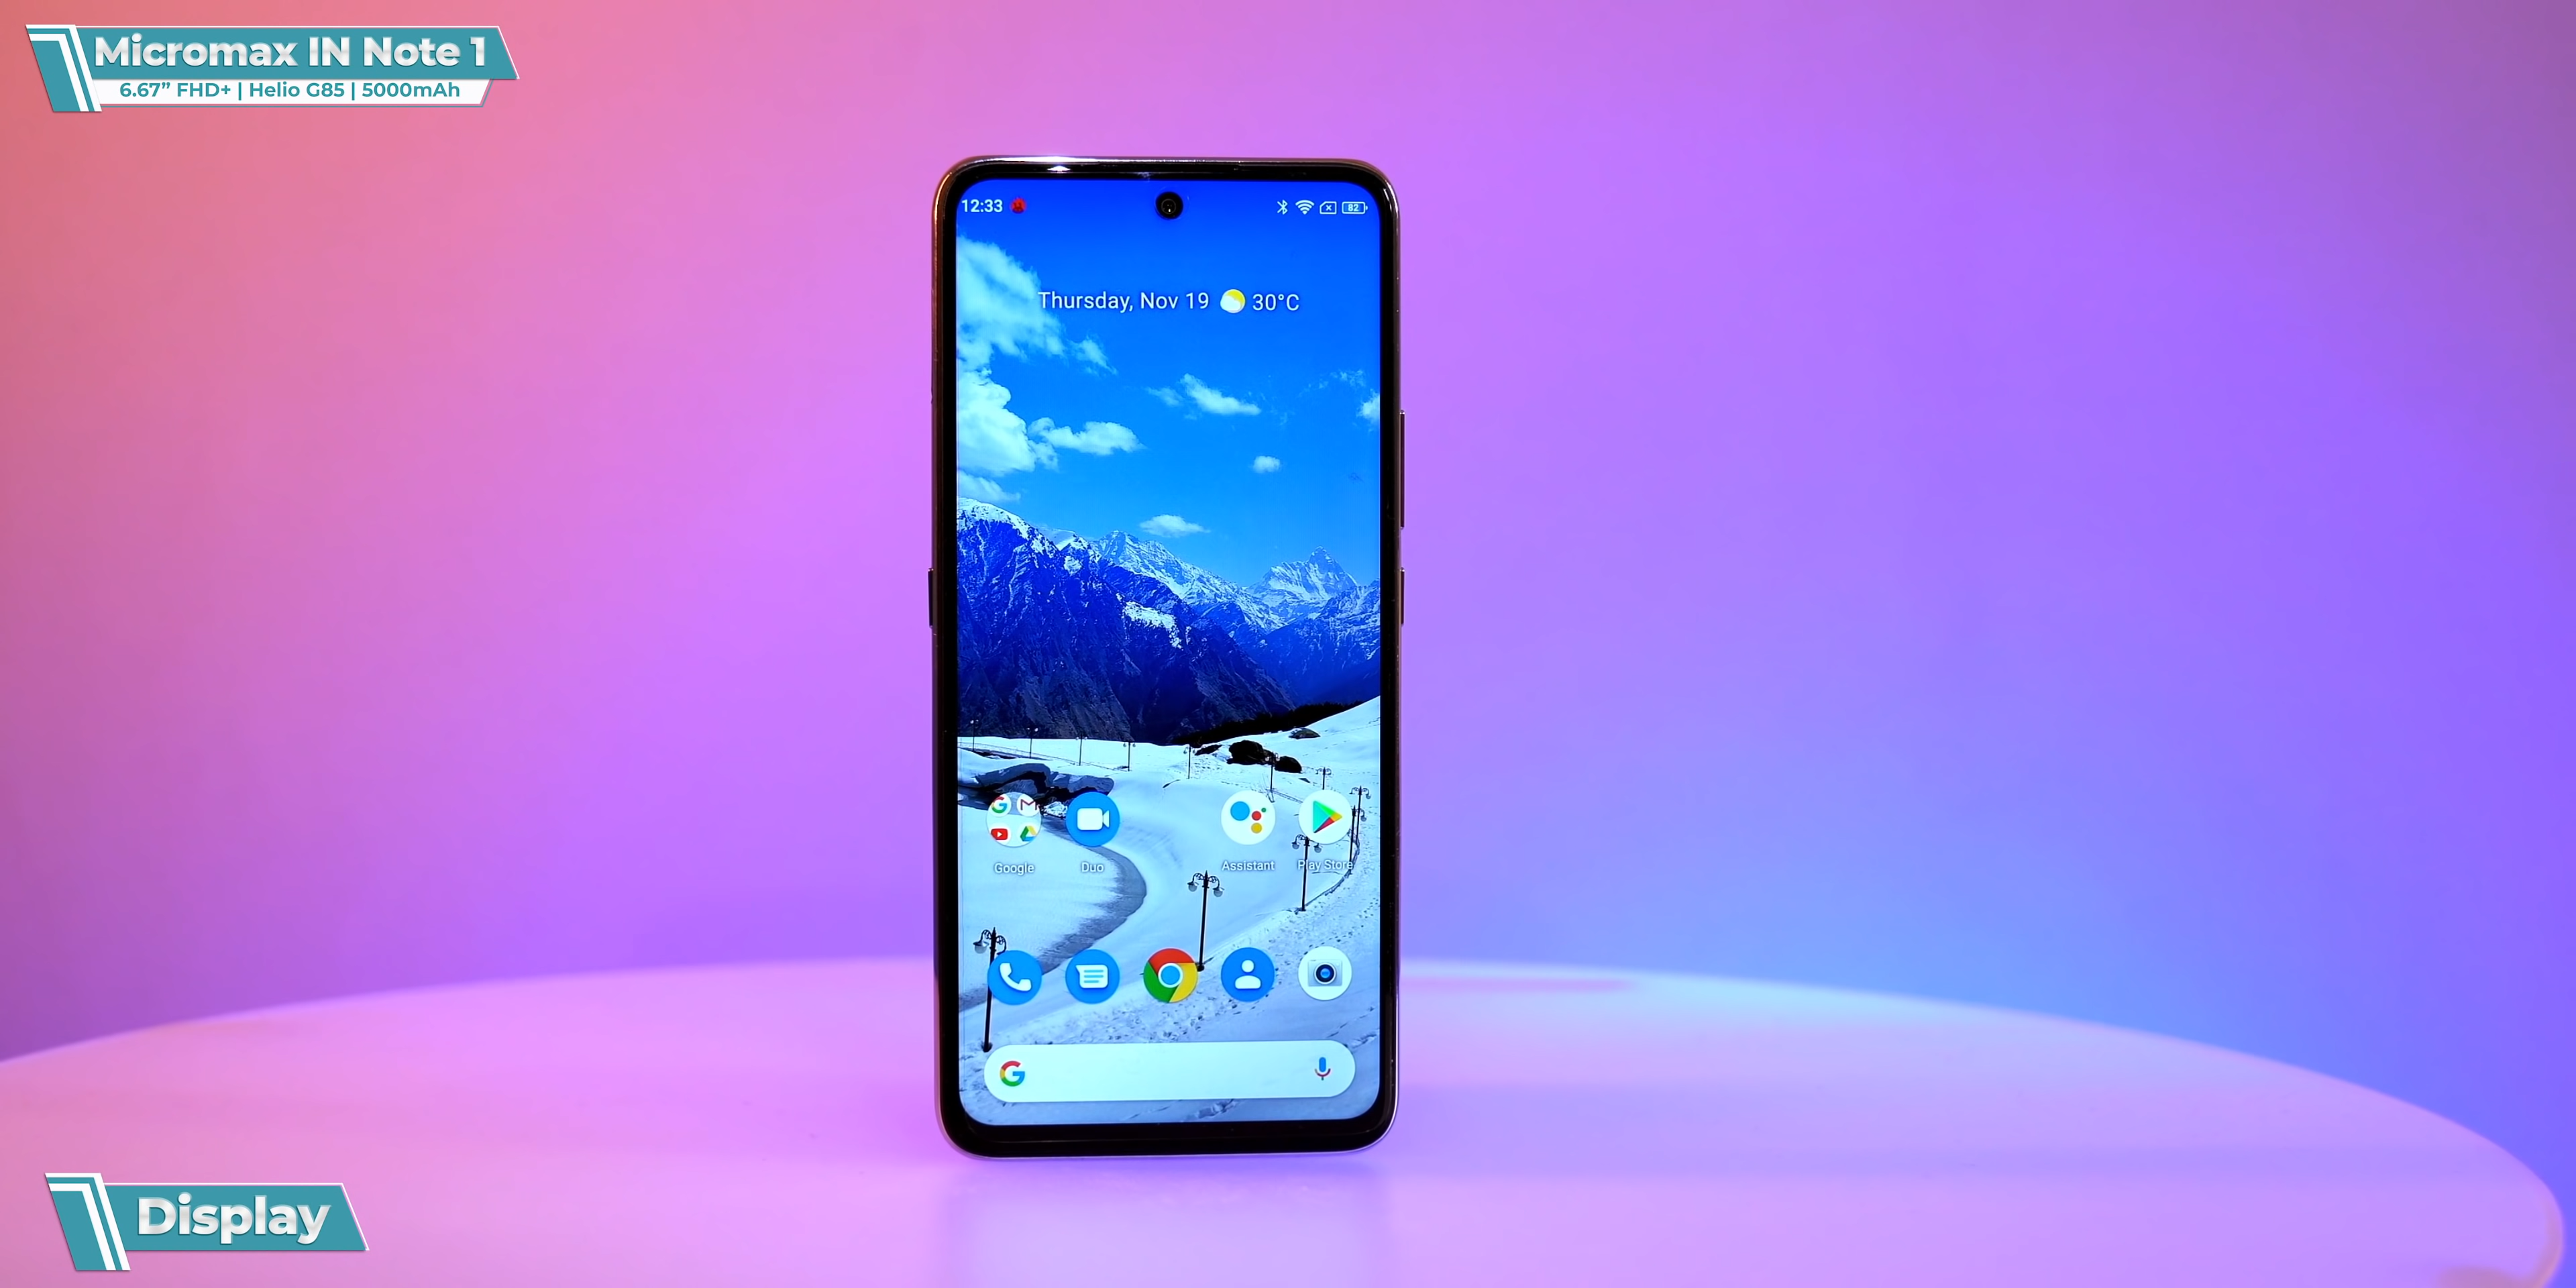 Micromax IN Note 1
6.67” FHD+ | Helio G85 | 5000mAh
12:33
82
Thursday, Nov 19 30°C
Google Duo Assistant Play Store
G
Display